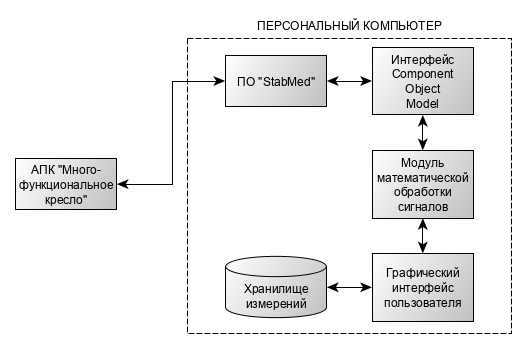 ПЕРСОНАЛЬНЫЙ КОМПЬЮТЕР
ПО "StabMed"
Интерфейс
Component
Object
Model
АПК "Много-
функциональное
кресло"
Модуль
математической
обработки
сигналов
Хранилище
измерений
Графический
интерфейс
пользователя